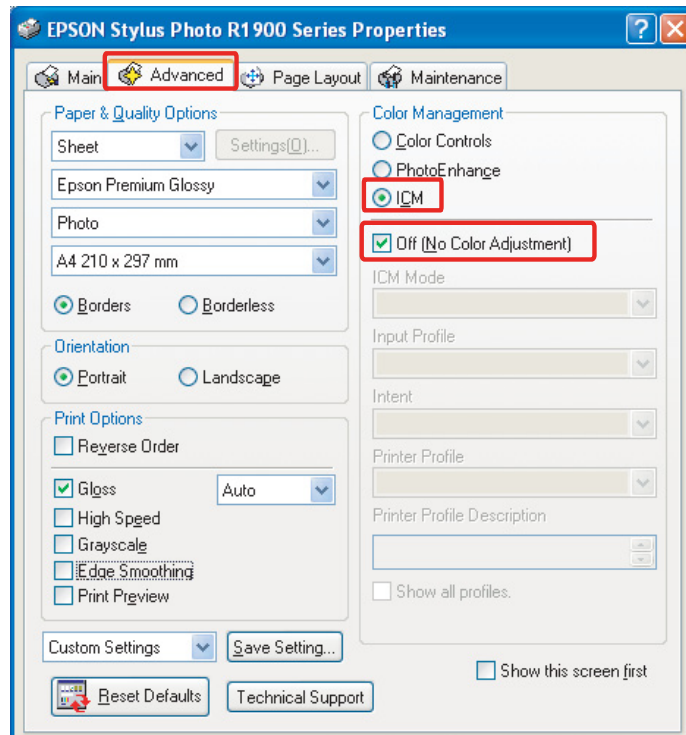 EPSON Stylus Photo R1900 Series Properties
Main
Advanced
Page Layout
Maintenance
Paper & Quality Options
Sheet
Settings(O)...
Epson Premium Glossy
Photo
A4 210 x 297 mm
Borders
Borderless
Orientation
Portrait
Landscape
Print Options
Reverse Order
Gloss
Auto
High Speed
Grayscale
Edge Smoothing
Print Preview
Custom Settings
Save Setting...
Reset Defaults
Technical Support
Color Management
Color Controls
PhotoEnhance
ICM
Off (No Color Adjustment)
ICM Mode
Input Profile
Intent
Printer Profile
Printer Profile Description
Show all profiles.
Show this screen first